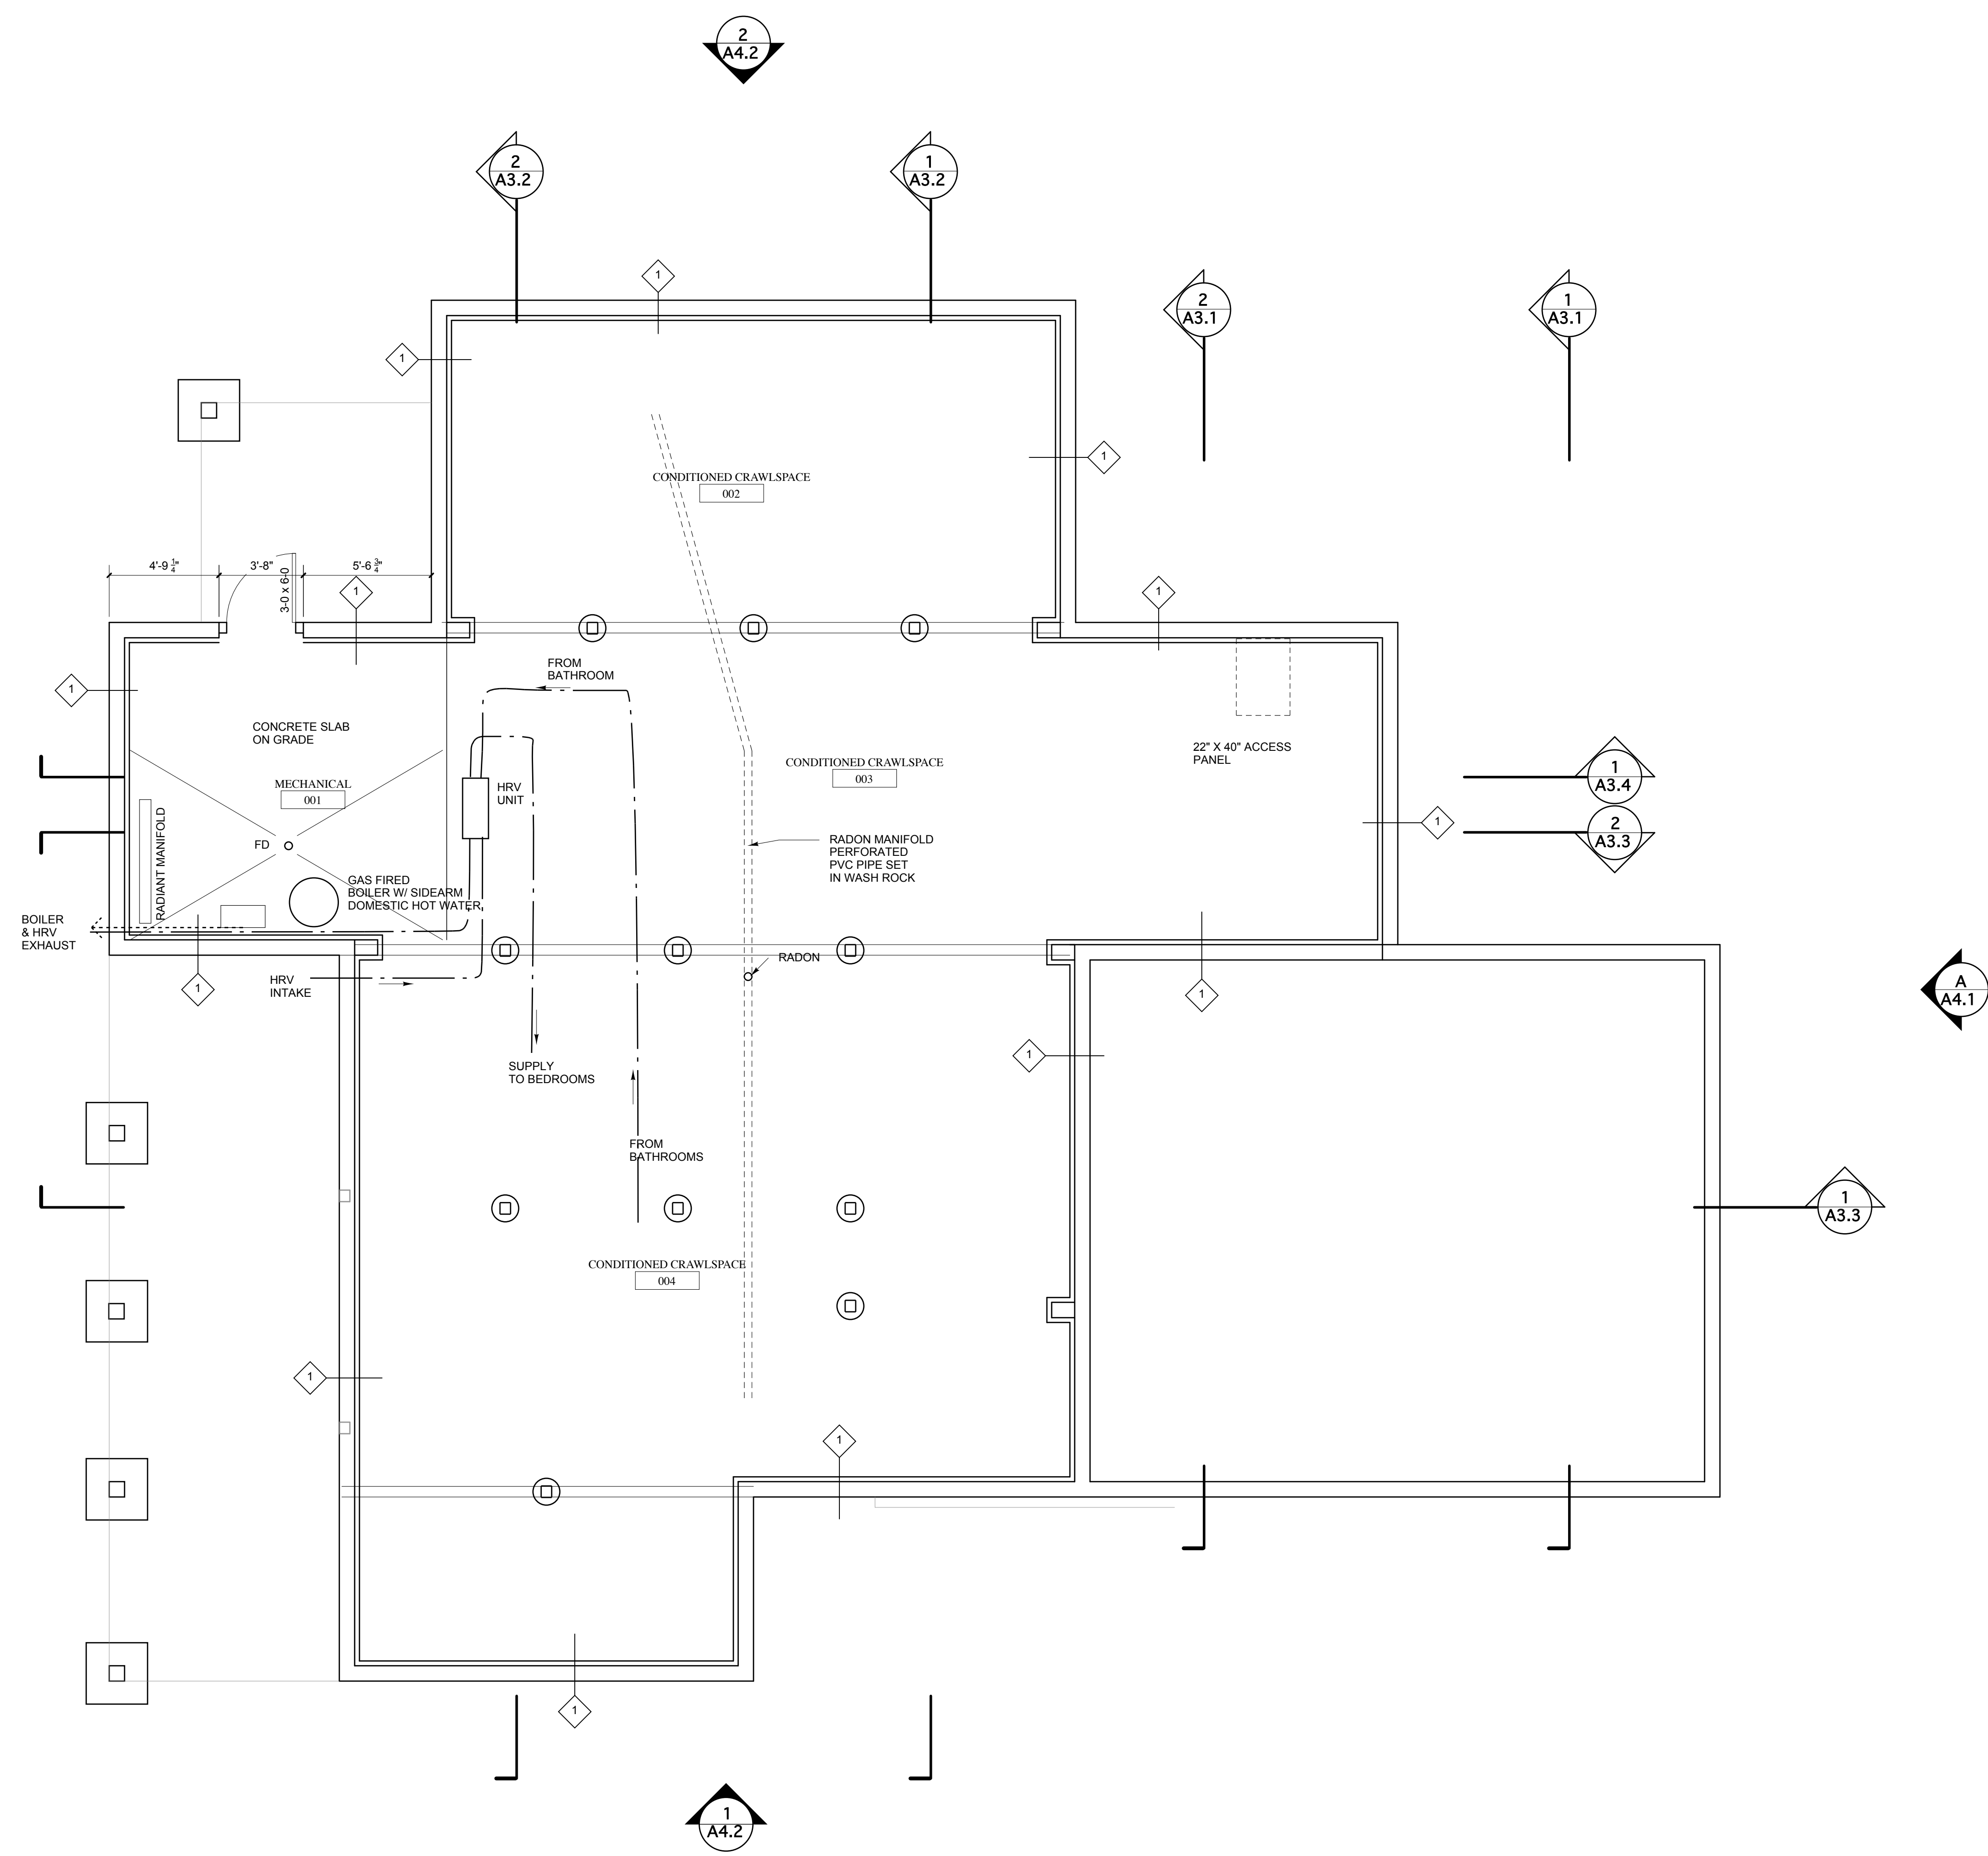 2
A4.2
2
A3.2
1
A3.2
1
2
A3.1
1
A3.1
1
1
CONDITIONED CRAWLSPACE
002
4'-9 1/4"
3'-8"
5'-6 3/4"
3-0 x 6-0
1
1
1
FROM
BATHROOM
CONCRETE SLAB
ON GRADE
22" X 40" ACCESS
PANEL
CONDITIONED CRAWLSPACE
003
1
A3.4
MECHANICAL
001
HRV
UNIT
RADIANT MANIFOLD
FD
1
2
A3.3
RADON MANIFOLD
PERFORATED
PVC PIPE SET
IN WASH ROCK
GAS FIRED
BOILER W/ SIDEARM
DOMESTIC HOT WATER
BOILER
& HRV
EXHAUST
RADON
HRV
INTAKE
1
1
A
A4.1
1
SUPPLY
TO BEDROOMS
FROM
BATHROOMS
1
A3.3
CONDITIONED CRAWLSPACE
004
1
1
1
1
A4.2